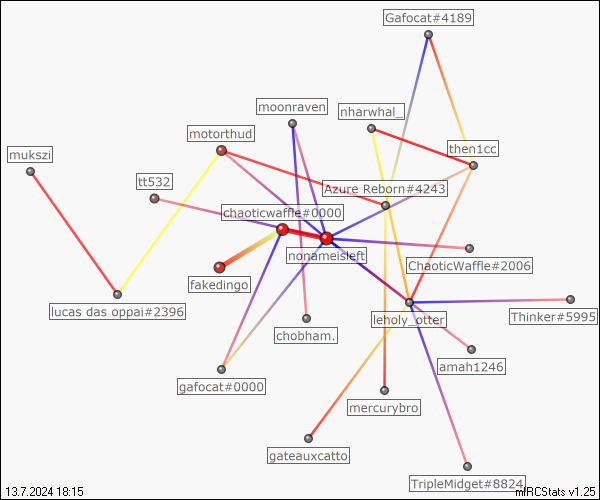 Gafocat#4189
moonraven
nharwhal_
motorthud
then1cc
mukszi
tt532
Azure Reborn#4243
chaoticwaffle#0000
nonameisleft
ChaoticWaffle#2006
fakedingo
lucas das oppai#2396
leholy_otter
Thinker#5995
chobham.
amah1246
gafocat#0000
mercurybro
gateauxcatto
TripleMidget#8824
13.7.2024 18:15
mIRCStats v1.25